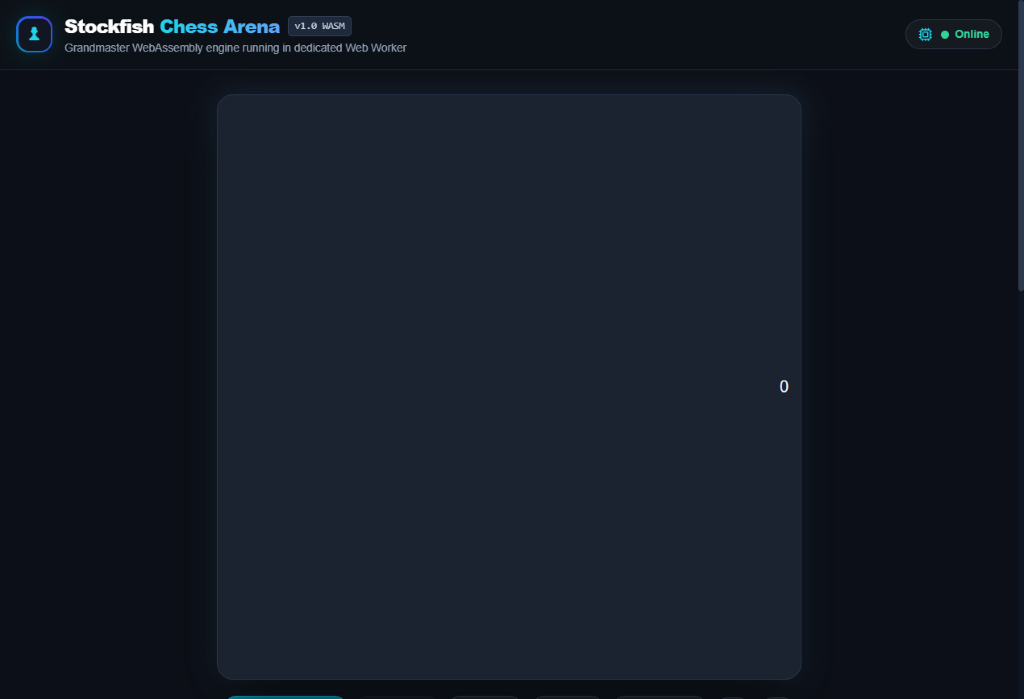 Stockfish Chess Arena v1.0 WASM
Grandmaster WebAssembly engine running in dedicated Web Worker
Online
0